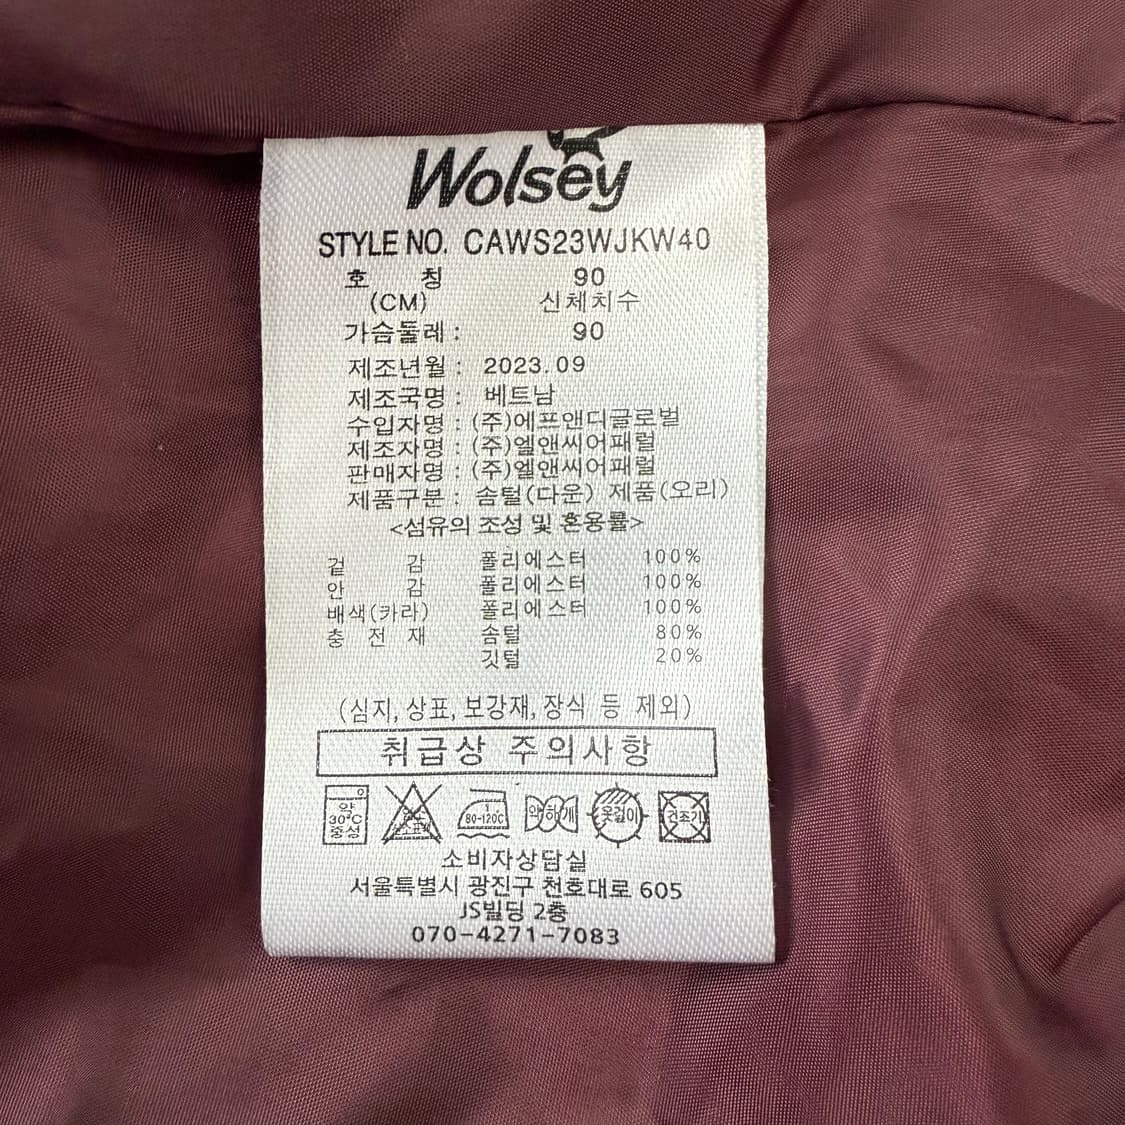 Wolsey
STYLE NO. CAWS23WJKW40
호 칭 90
(CM) 신체치수
가슴둘레 : 90
제조년월 : 2023.09
제조국명 : 베트남
수입자명 : (주)에프앤디글로벌
제조자명 : (주)엘앤씨어패럴
판매자명 : (주)엘앤씨어패럴
제품구분 : 솜털(다운) 제품(오리)
<섬유의 조성 및 혼용률>
겉 감 폴리에스터 100%
안 감 폴리에스터 100%
배색(카라) 폴리에스터 100%
충 전 재 솜털 80%
깃털 20%
(심지, 상표, 보강재, 장식 등 제외)
취급상 주의사항
약 30℃ 중성
80-120℃
약하게
옷걸이
건조기
소비자상담실
서울특별시 광진구 천호대로 605
JS빌딩 2층
070-4271-7083